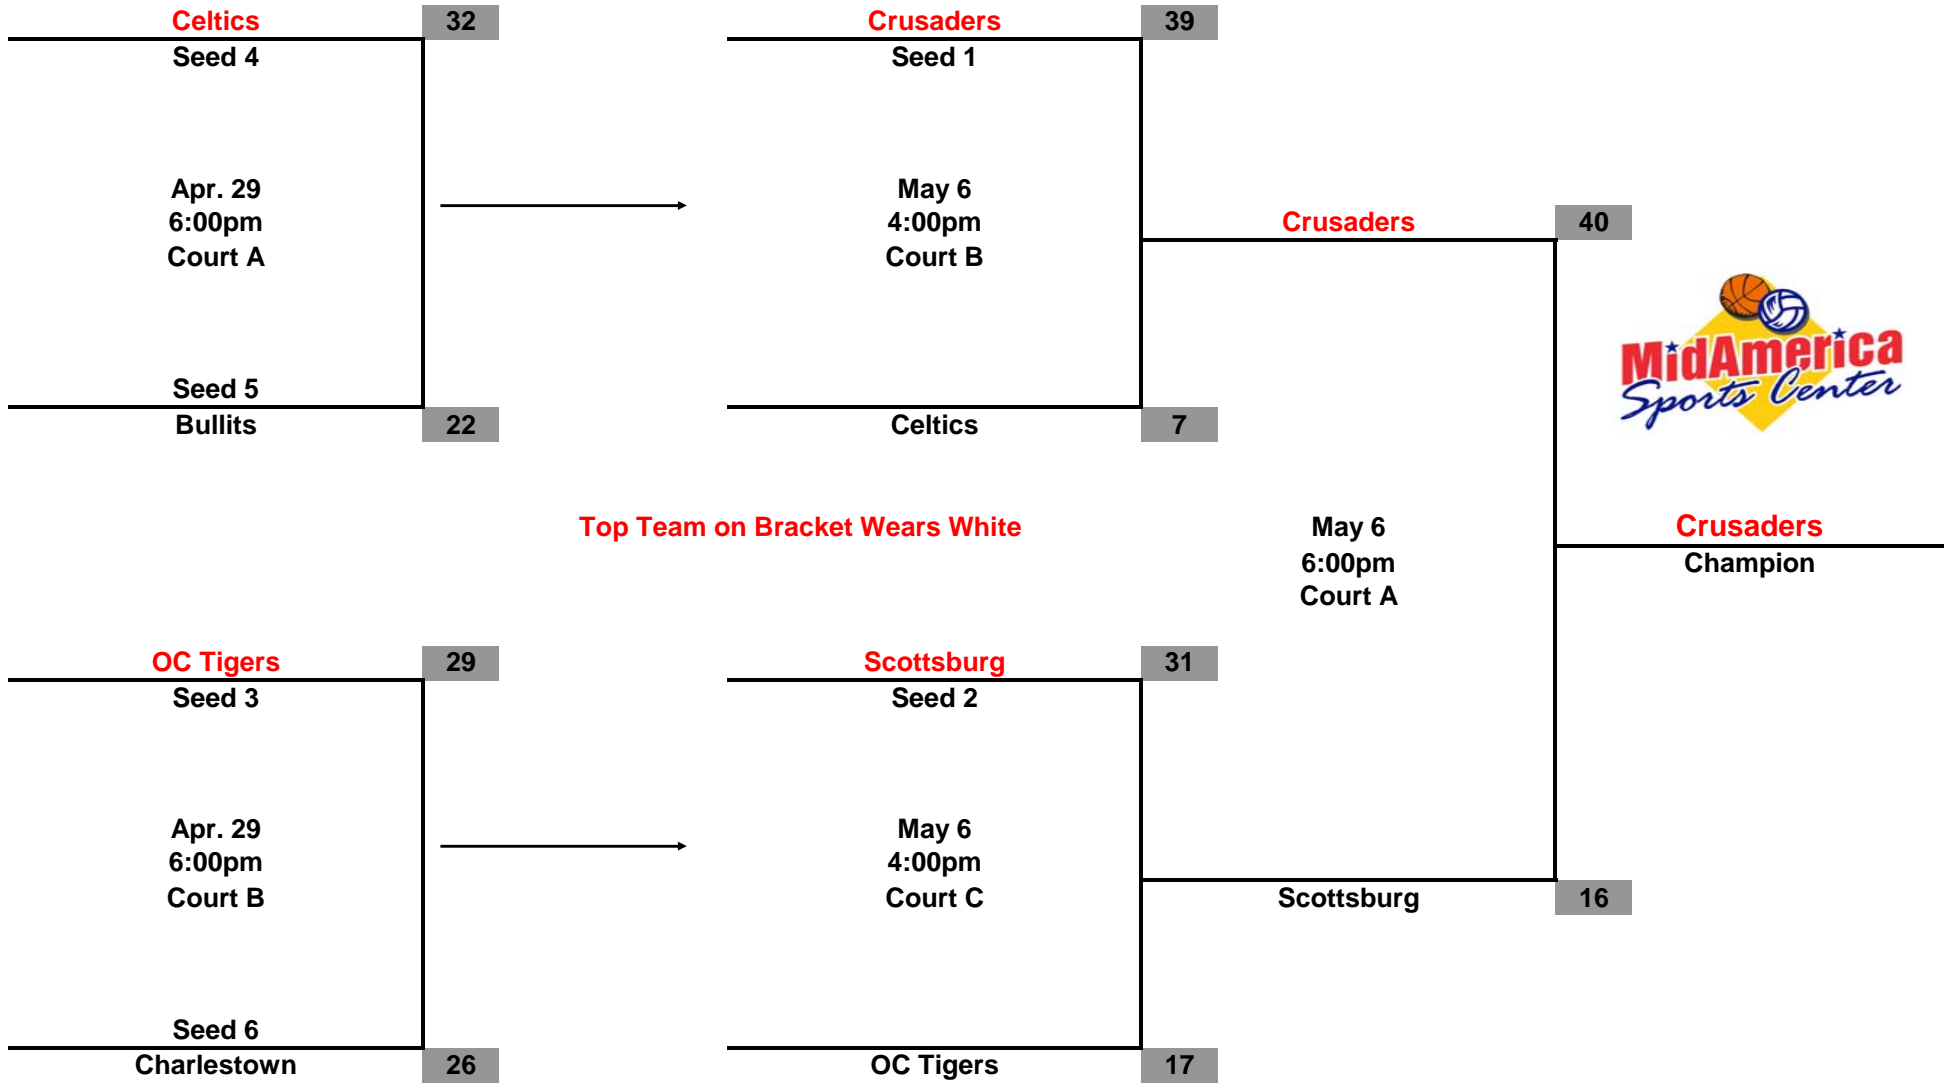 Celtics 32
Seed 4
Apr. 29
6:00pm
Court A
Seed 5
Bullits 22
Crusaders 39
Seed 1
May 6
4:00pm
Court B
Celtics 7
Crusaders 40
MidAmerica
Sports Center
Top Team on Bracket Wears White
May 6
6:00pm
Court A
Crusaders
Champion
OC Tigers 29
Seed 3
Apr. 29
6:00pm
Court B
Seed 6
Charlestown 26
Scottsburg 31
Seed 2
May 6
4:00pm
Court C
OC Tigers 17
Scottsburg 16